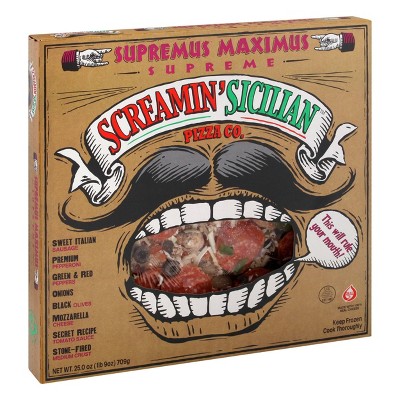 SUPREMUS MAXIMUS
SUPREME
SCREAMIN' SICILIAN
PIZZA CO.
This will rule
your mouth!
SWEET ITALIAN
SAUSAGE
PREMIUM
PEPPERONI
GREEN & RED
PEPPERS
ONIONS
BLACK OLIVES
MOZZARELLA
CHEESE
SECRET RECIPE
TOMATO SAUCE
STONE-FIRED
MEDIUM CRUST
Keep Frozen
Cook Thoroughly
NET WT. 25.0 oz (1lb 9oz) 709g